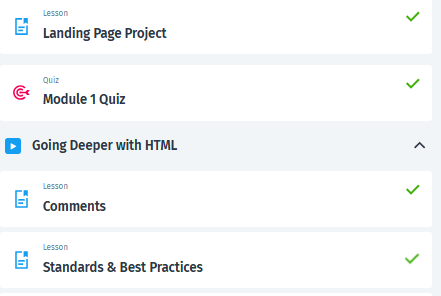 Lesson
Landing Page Project
Quiz
Module 1 Quiz
Going Deeper with HTML
Lesson
Comments
Lesson
Standards & Best Practices